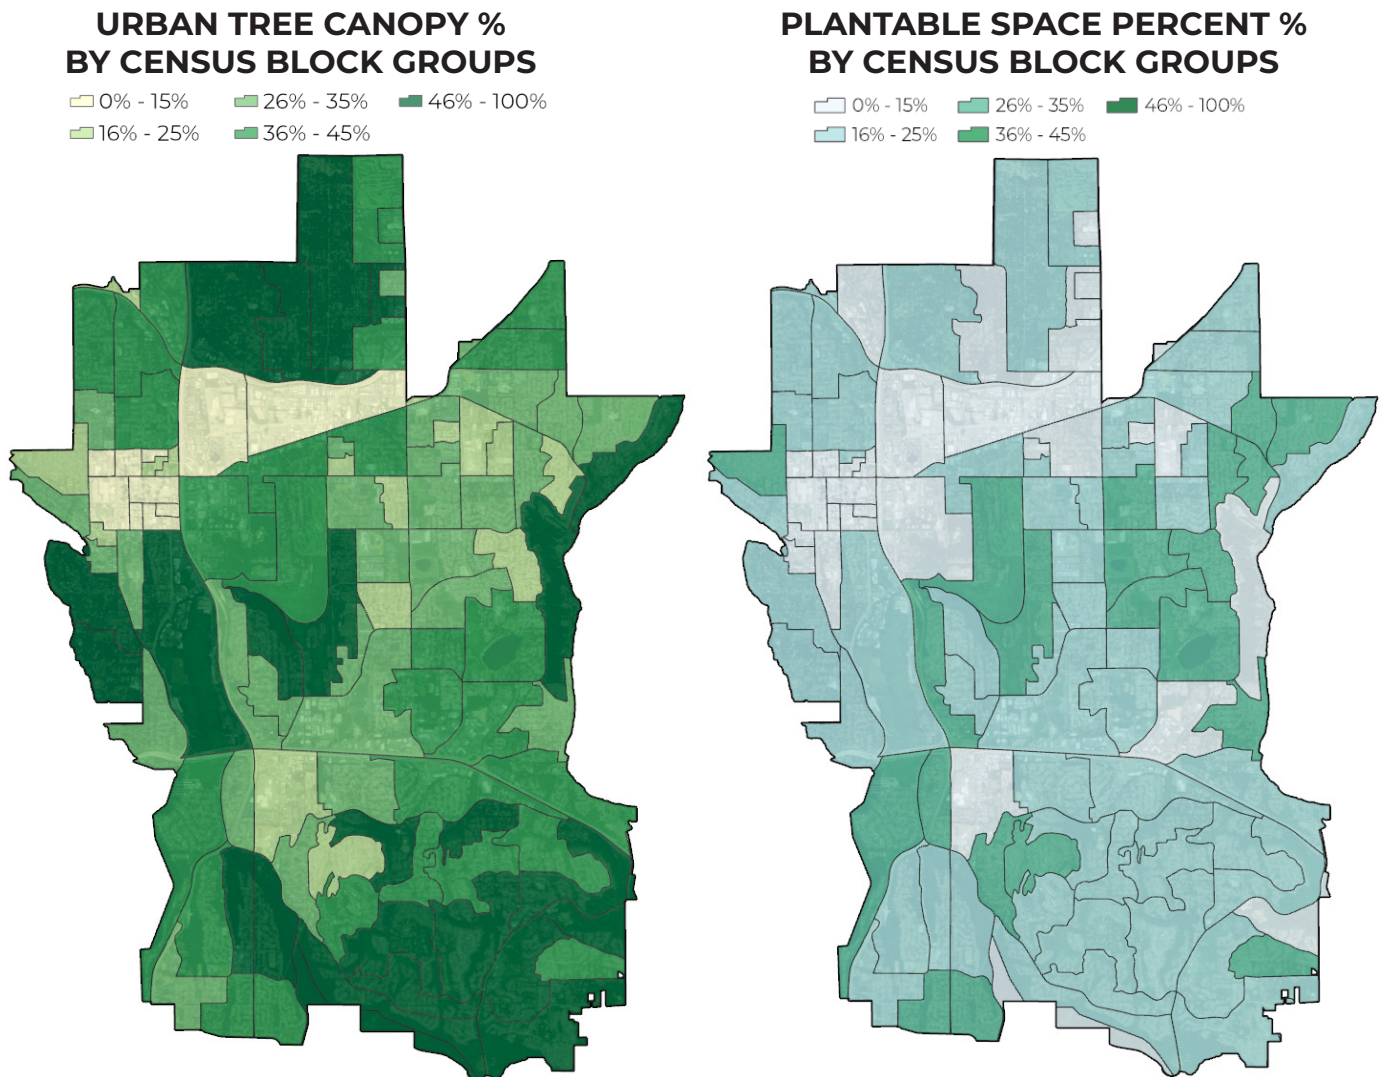 URBAN TREE CANOPY %
BY CENSUS BLOCK GROUPS
0% - 15%
26% - 35%
46% - 100%
16% - 25%
36% - 45%
PLANTABLE SPACE PERCENT %
BY CENSUS BLOCK GROUPS
0% - 15%
26% - 35%
46% - 100%
16% - 25%
36% - 45%